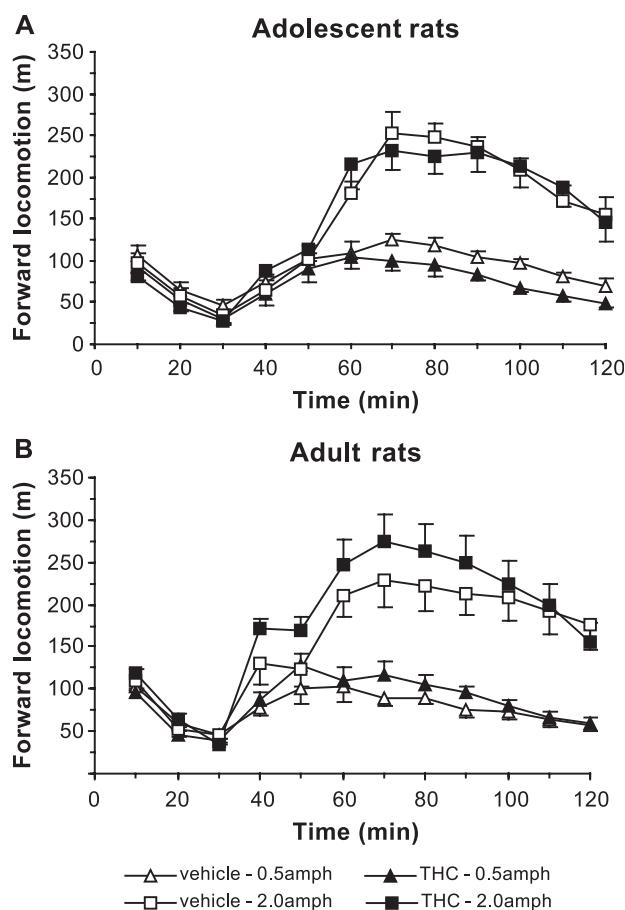 A
Adolescent rats
Forward locomotion (m)
350
300
250
200
150
100
50
0
0 20 40 60 80 100 120
Time (min)
B
Adult rats
Forward locomotion (m)
350
300
250
200
150
100
50
0 20 40 60 80 100 120
Time (min)
vehicle - 0.5amph THC - 0.5amph
vehicle - 2.0amph THC - 2.0amph